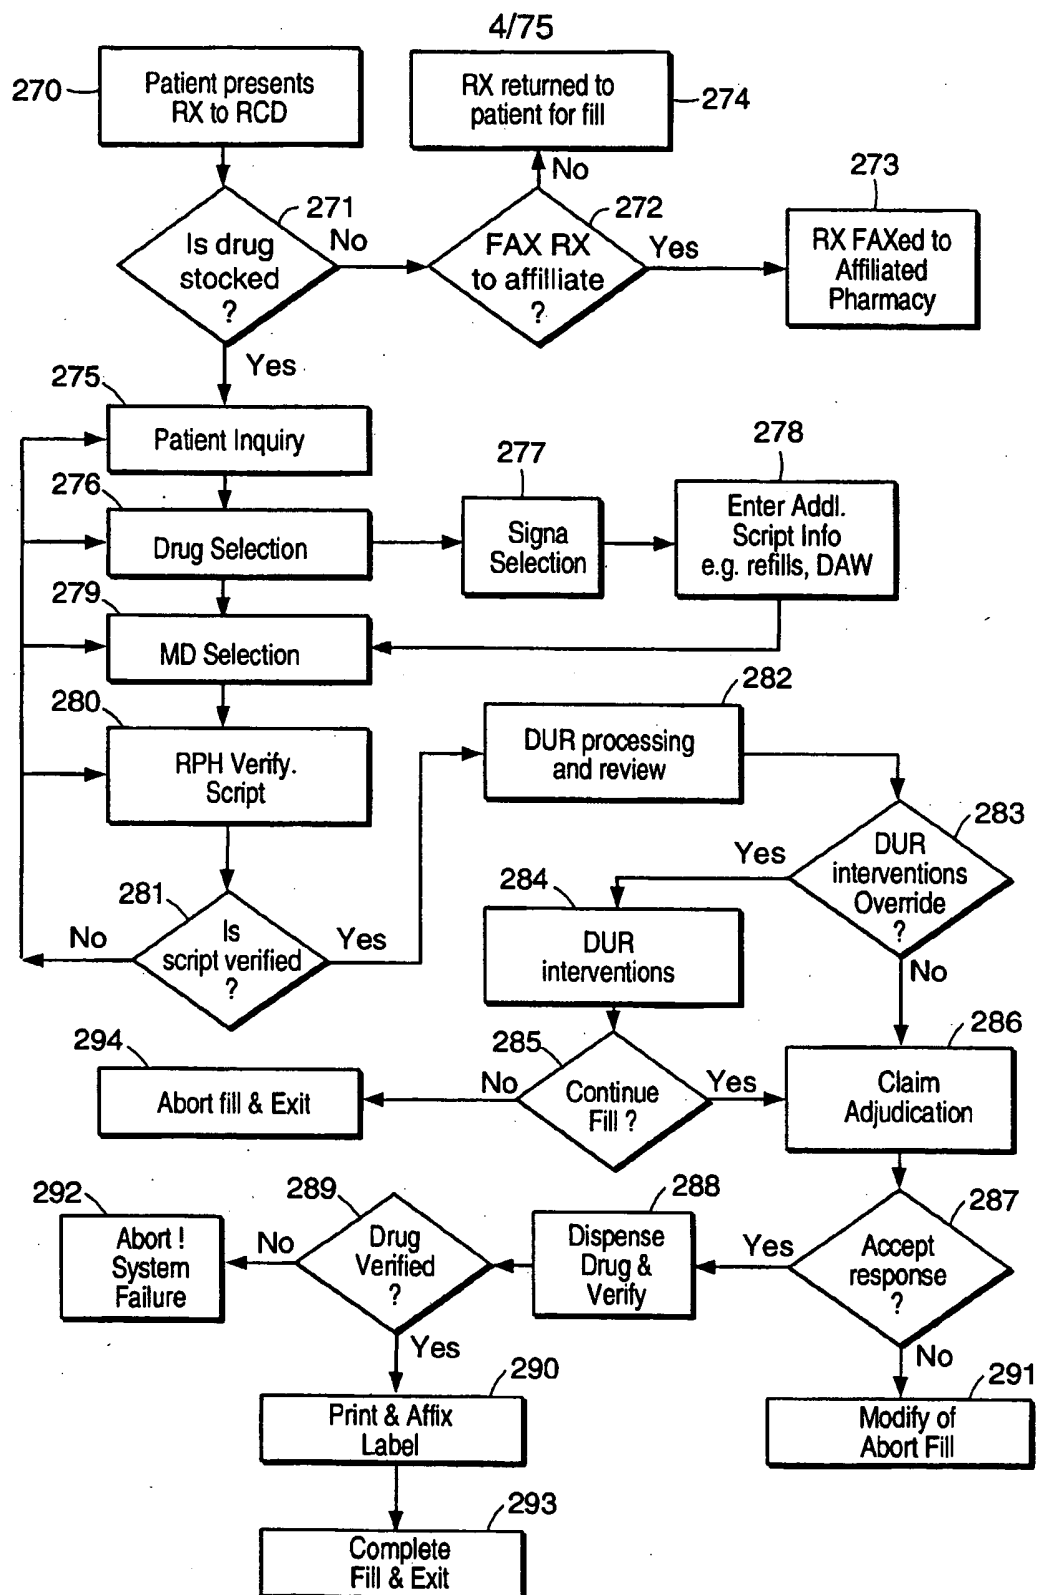 4/75
270
Patient presents
RX to RCD
RX returned to
patient for fill
274
No
273
271
Is drug
stocked
?
No
272
FAX RX
to affilliate
?
Yes
RX FAXed to
Affiliated
Pharmacy
Yes
275
Patient Inquiry
276
Drug Selection
277
Signa
Selection
278
Enter Addl.
Script Info
e.g. refills, DAW
279
MD Selection
280
RPH Verify.
Script
282
DUR processing
and review
281
Is
script verified
?
No
Yes
283
DUR
interventions
Override
?
Yes
No
284
DUR
interventions
285
Continue
Fill ?
No
Yes
294
Abort fill & Exit
286
Claim
Adjudication
287
Accept
response
?
Yes
No
288
Dispense
Drug &
Verify
289
Drug
Verified
?
No
Yes
292
Abort !
System
Failure
290
Print & Affix
Label
291
Modify of
Abort Fill
293
Complete
Fill & Exit